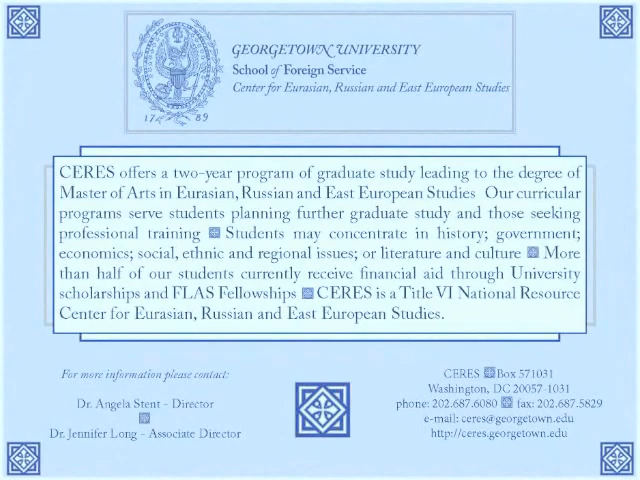 GEORGETOWN UNIVERSITY
School of Foreign Service
Center for Eurasian, Russian and East European Studies
17 89
CERES offers a two-year program of graduate study leading to the degree of
Master of Arts in Eurasian, Russian and East European Studies Our curricular
programs serve students planning further graduate study and those seeking
professional training Students may concentrate in history; government;
economics; social, ethnic and regional issues; or literature and culture More
than half of our students currently receive financial aid through University
scholarships and FLAS Fellowships CERES is a Title VI National Resource
Center for Eurasian, Russian and East European Studies.
For more information please contact:
Dr. Angela Stent - Director
Dr. Jennifer Long - Associate Director
CERES Box 571031
Washington, DC 20057-1031
phone: 202.687.6080 fax: 202.687.5829
e-mail: ceres@georgetown.edu
http://ceres.georgetown.edu